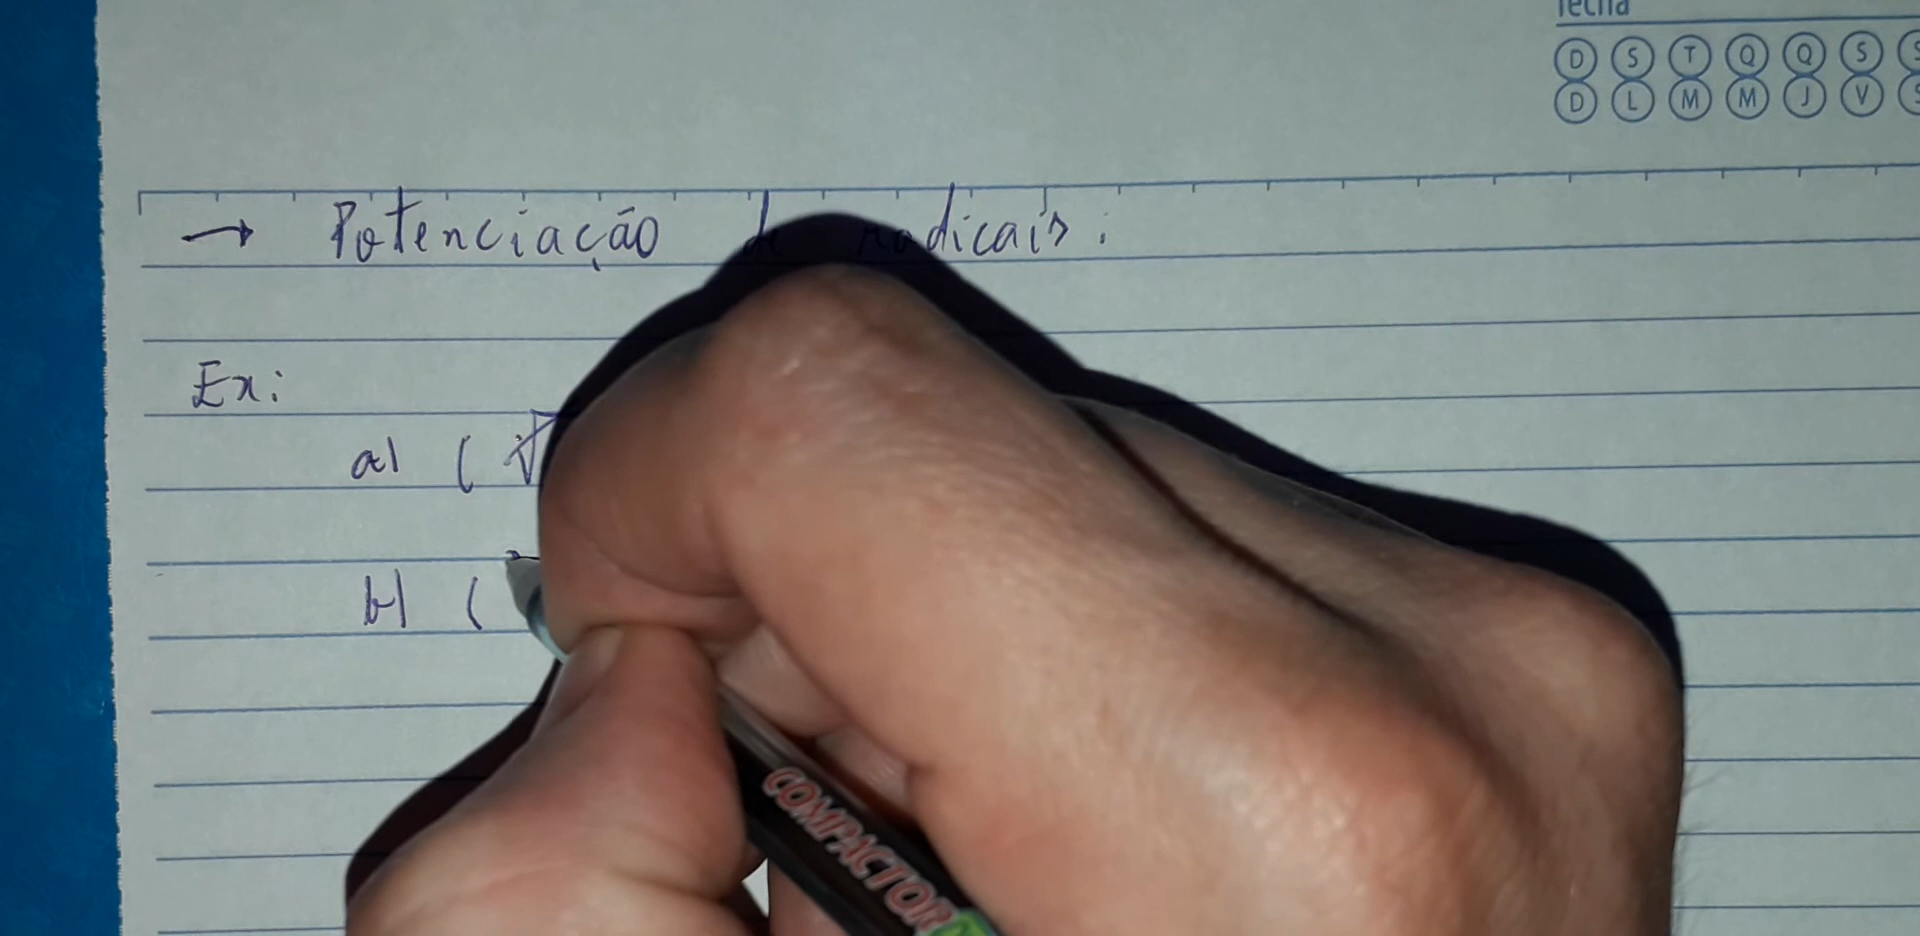 fecha
D S T Q Q S S
D L M M J V S
→ Potenciação de radicais:
Ex:
a) ( √
b) (
COMPACTOR